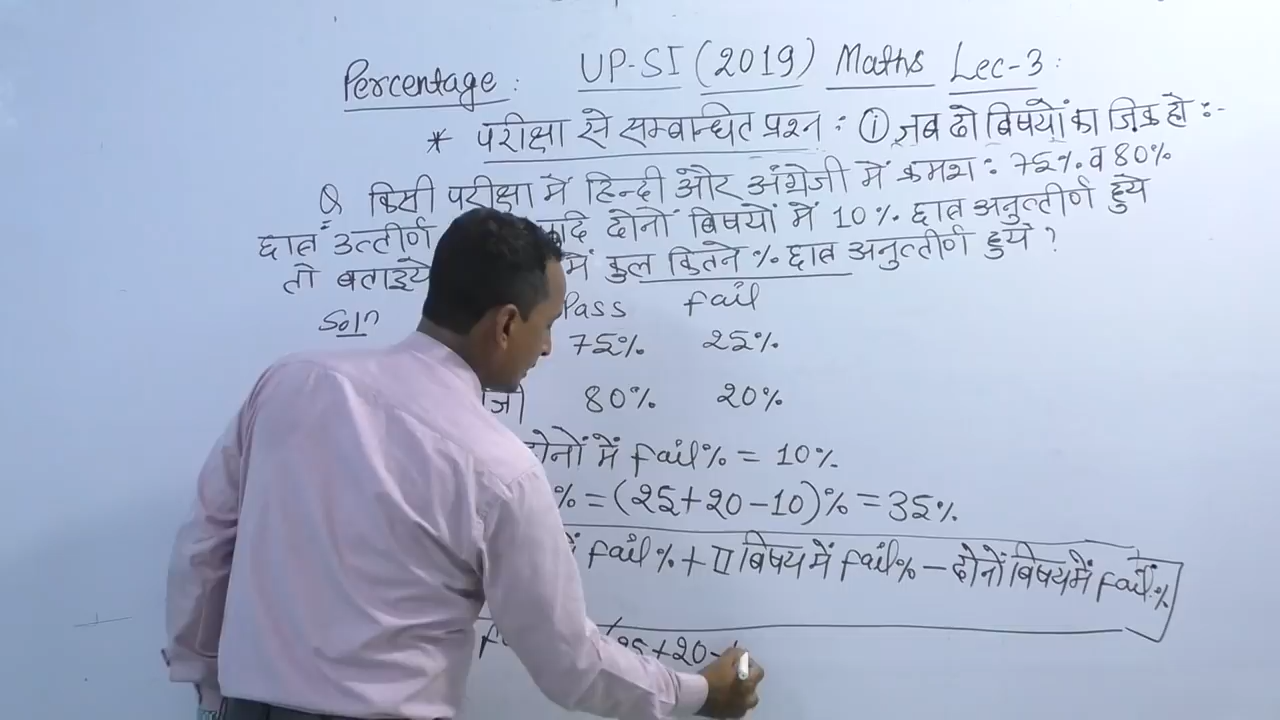 Percentage : UP-SI (2019) Maths Lec-3 :
* परीक्षा से सम्बान्धित प्रश्न : ① जब दो बिषयों का जिक हो :-
Q किसी परीक्षा में हिन्दी और अंग्रेजी में क्रमश : 75% व 80%
छात्र उत्तीर्ण दोनों बिषयों में 10% छात्र अनुत्तीर्ण हुये
तो बताइये में कुल कितने % छात्र अनुत्तीर्ण हुये ?
Soln Pass fail
75% 25%
80% 20%
दोनों में fail% = 10%
% = (25+20-10)% = 35%
में fail% + II बिषय में fail% - दोनों बिषय में fail%
(25+20-